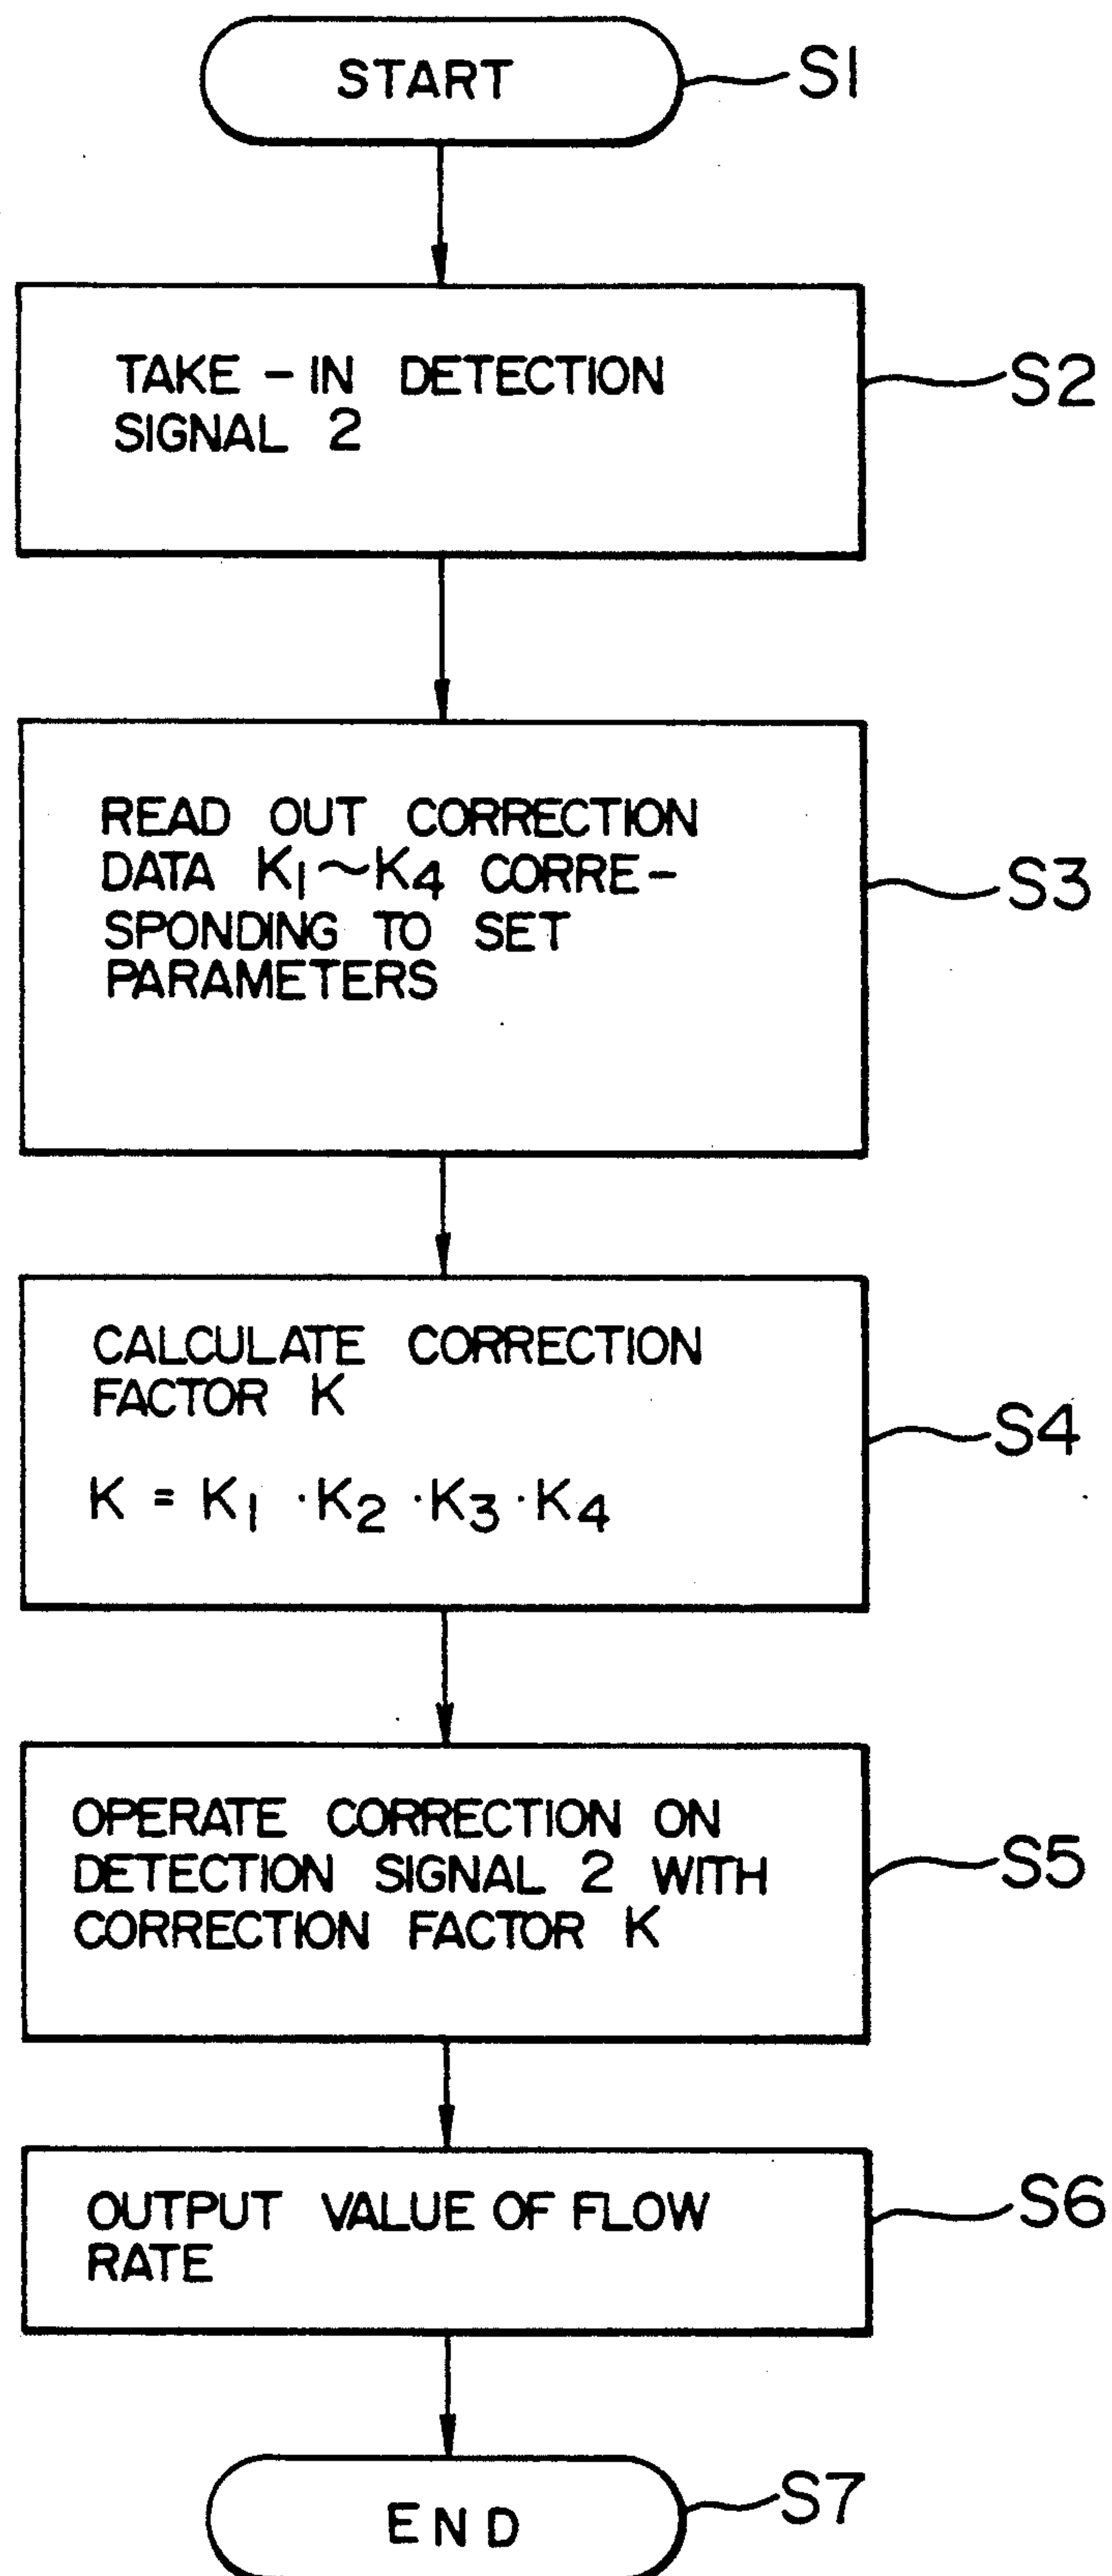 START
S1
TAKE - IN DETECTION
SIGNAL 2
S2
READ OUT CORRECTION
DATA K1~K4 CORRE-
SPONDING TO SET
PARAMETERS
S3
CALCULATE CORRECTION
FACTOR K
K = K1 · K2 · K3 · K4
S4
OPERATE CORRECTION ON
DETECTION SIGNAL 2 WITH
CORRECTION FACTOR K
S5
OUTPUT VALUE OF FLOW
RATE
S6
END
S7